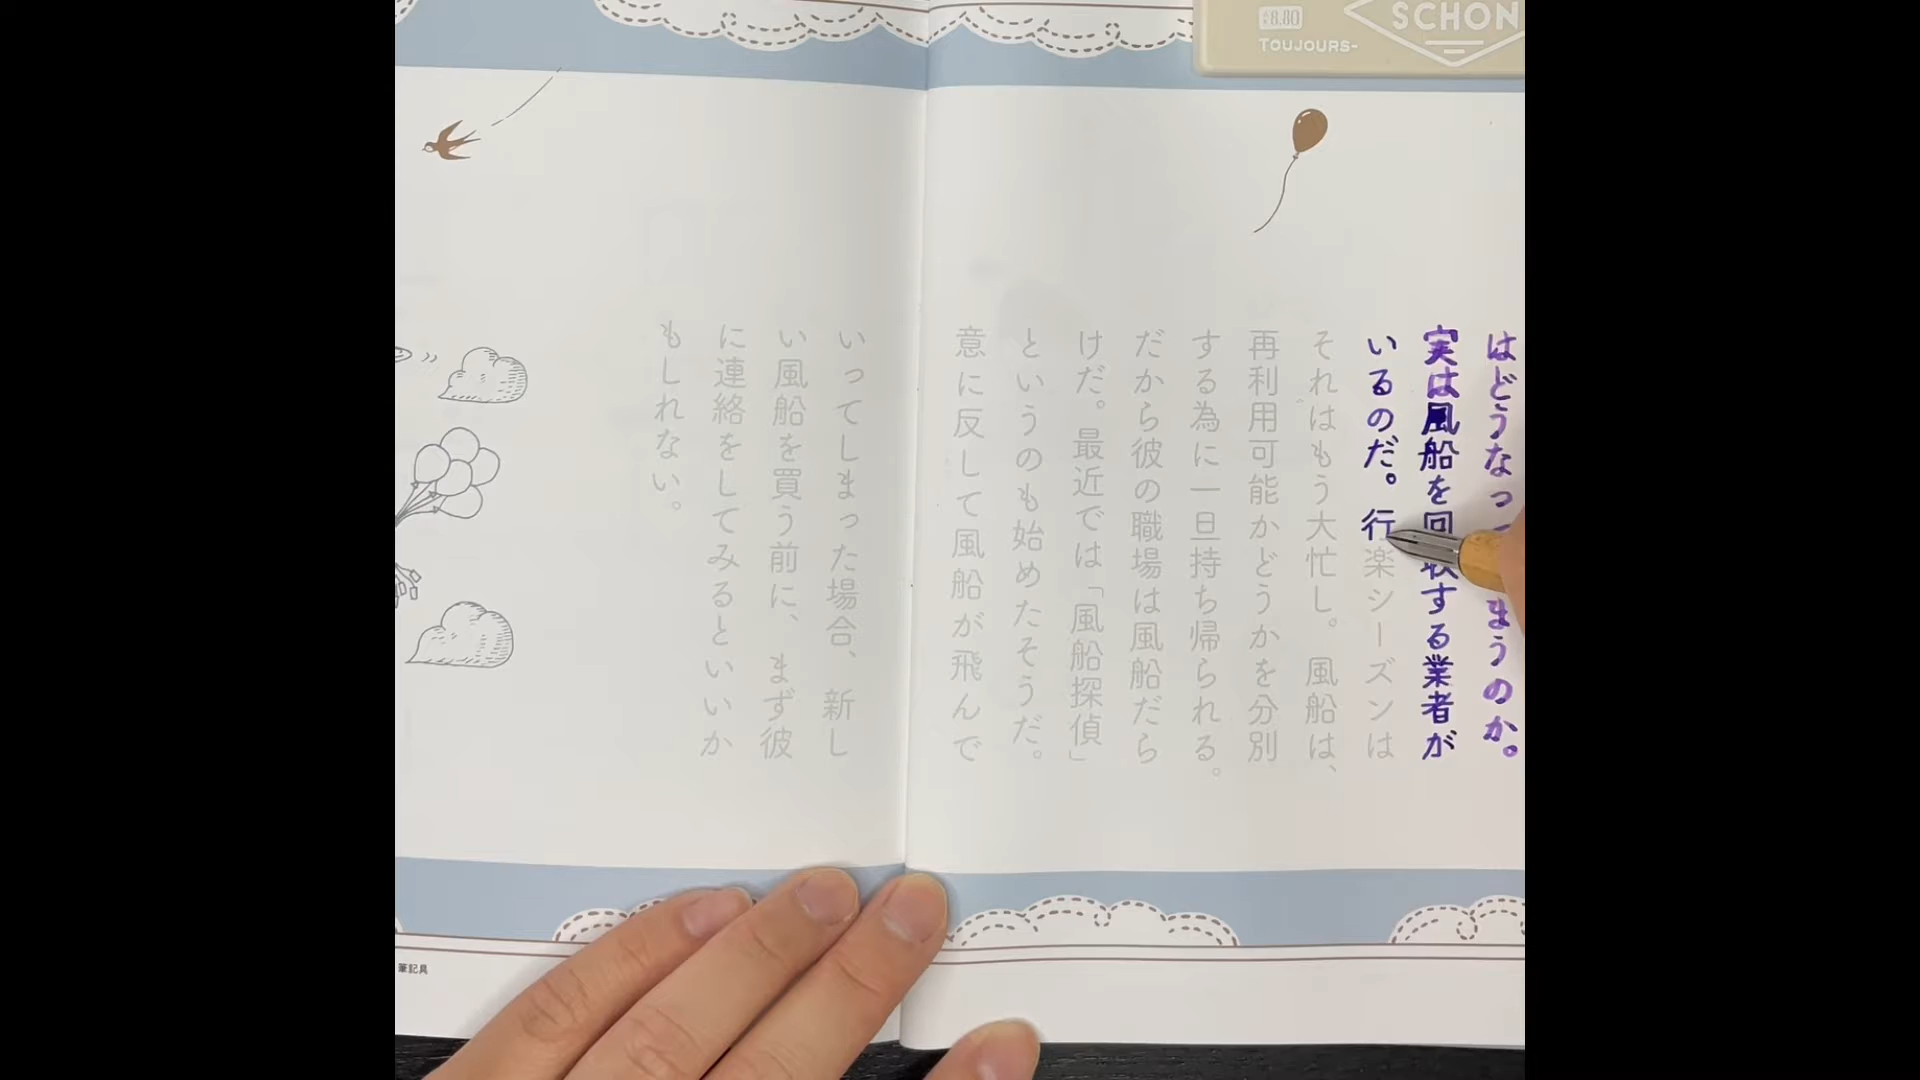 はどうなっまうのか。
実は風船を回収する業者が
いるのだ。行楽シーズンは
それはもう大忙し。風船は、
再利用可能かどうかを分別
する為に一旦持ち帰られる。
だから彼の職場は風船だら
けだ。最近では「風船探偵」
というのも始めたそうだ。
意に反して風船が飛んで
いってしまった場合、新し
い風船を買う前に、まず彼
に連絡をしてみるといいか
もしれない。
8.80
SCHON
TOUJOURS-
筆記具